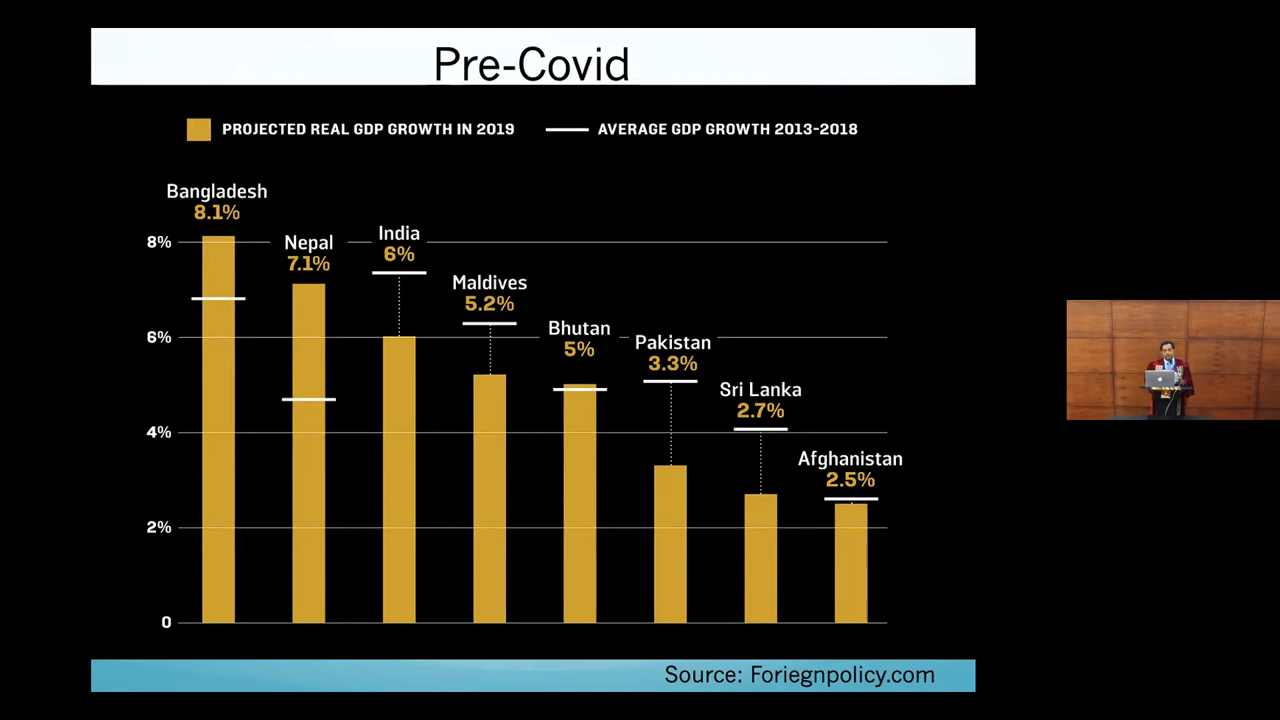 Pre-Covid
PROJECTED REAL GDP GROWTH IN 2019 AVERAGE GDP GROWTH 2013-2018
Bangladesh
8.1%
Nepal
7.1%
India
6%
Maldives
5.2%
Bhutan
5%
Pakistan
3.3%
Sri Lanka
2.7%
Afghanistan
2.5%
8%
6%
4%
2%
0
Source: Foriegnpolicy.com